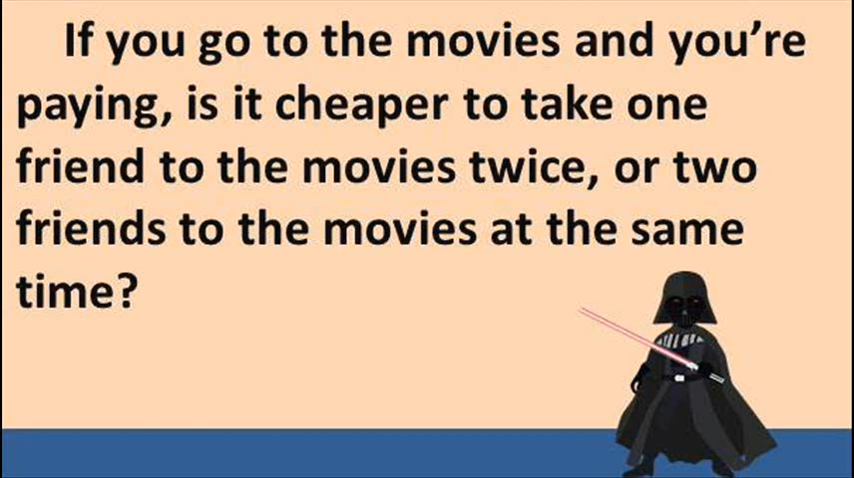 If you go to the movies and you’re
paying, is it cheaper to take one
friend to the movies twice, or two
friends to the movies at the same
time?